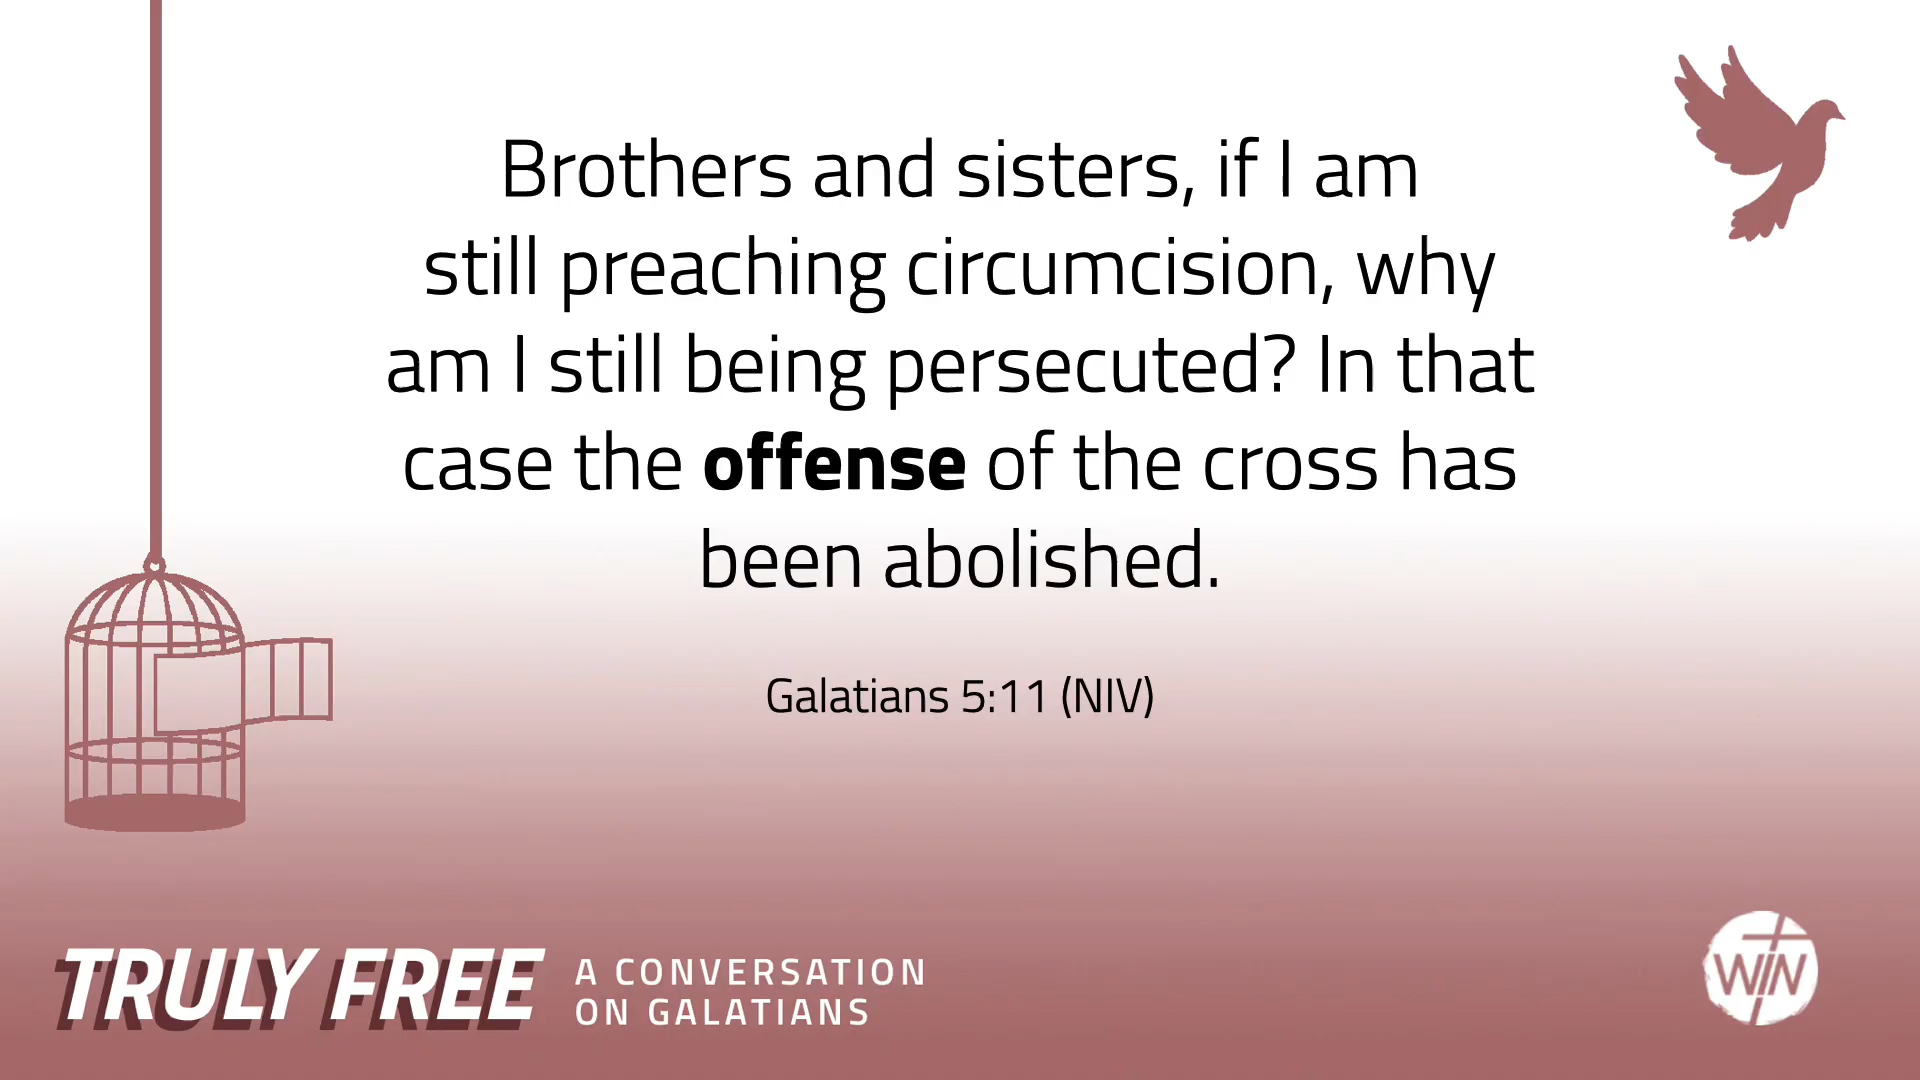 Brothers and sisters, if I am
still preaching circumcision, why
am I still being persecuted? In that
case the offense of the cross has
been abolished.
Galatians 5:11 (NIV)
TRULY FREE
A CONVERSATION
ON GALATIANS
WIN